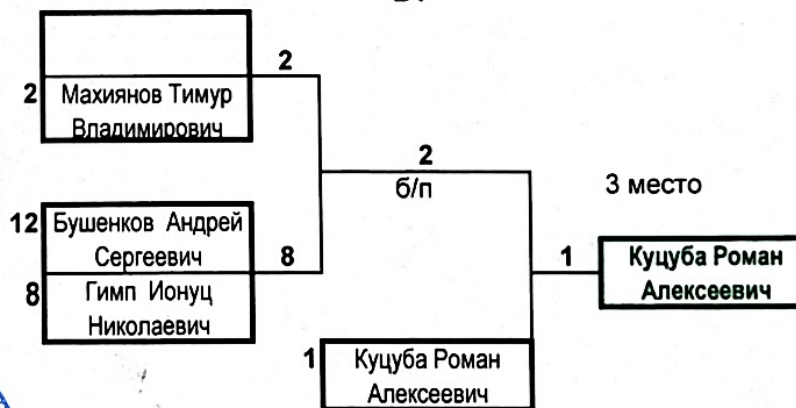 2
2 Махиянов Тимур
Владимирович
2
б/п
3 место
12 Бушенков Андрей
Сергеевич
8
1
Куцуба Роман
Алексеевич
8 Гимп Ионуц
Николаевич
1 Куцуба Роман
Алексеевич